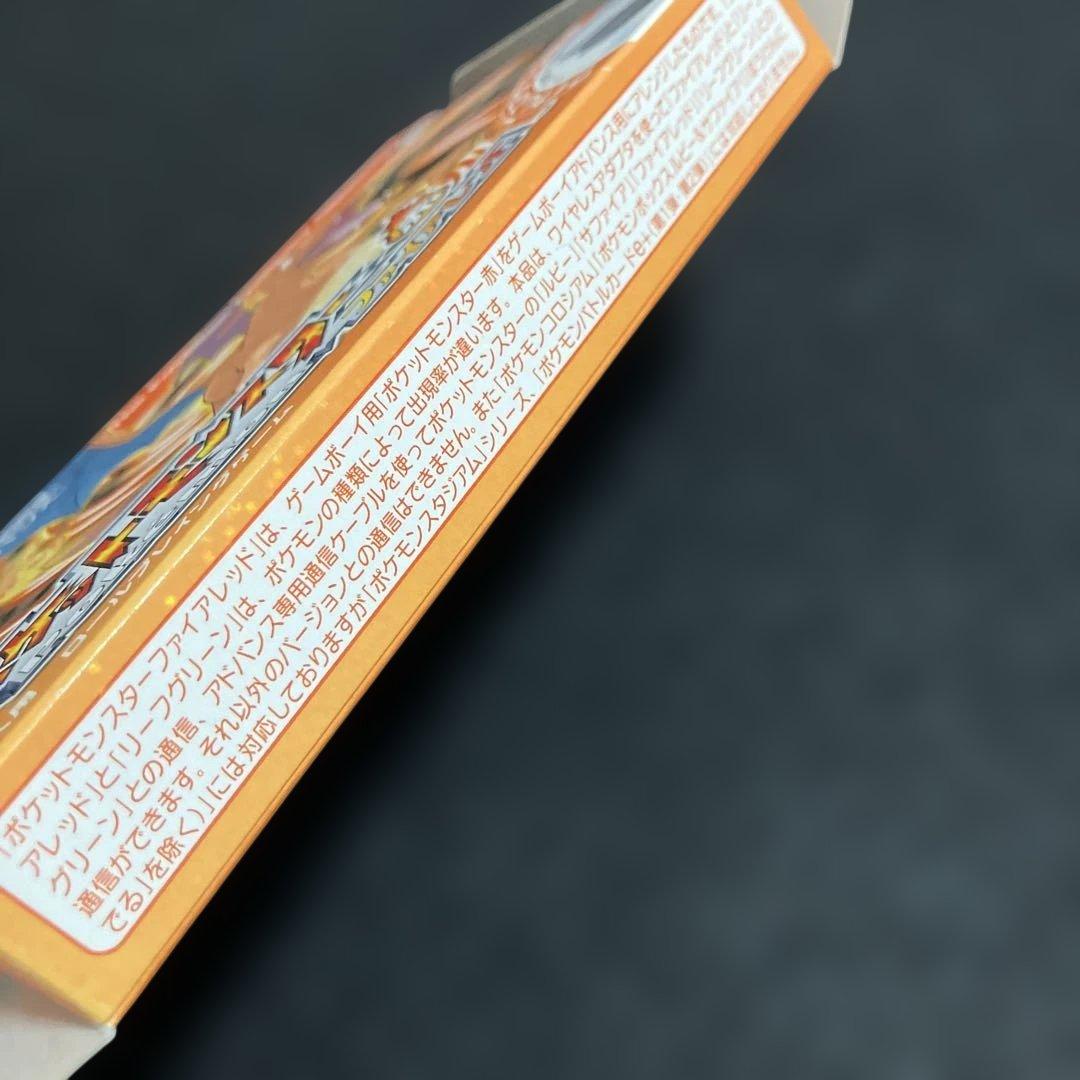 「ポケットモンスターファイアレッド」は、ゲームボーイ用「ポケットモンスター赤」をゲームボーイアドバンス用にアレンジしたものです。
アレッド」と「リーフグリーン」は、ポケモンの種類によって出現率が違います。本品は、ワイヤレスアダプタを使って
グリーン」との通信、アドバンス専用通信ケーブルを使ってポケットモンスターの「ルビー」「サファイア」「ファイアレッド」「リーフグリーン」との
通信ができます。それ以外のバージョンとの通信はできません。また「ポケモンコロシアム」「ポケモンボックス ルビー&サファイア」
でる」を除く)」には対応しておりますが「ポケモンスタジアム」シリーズ、「ポケモンバトルカードe+
ロールプレイングゲーム